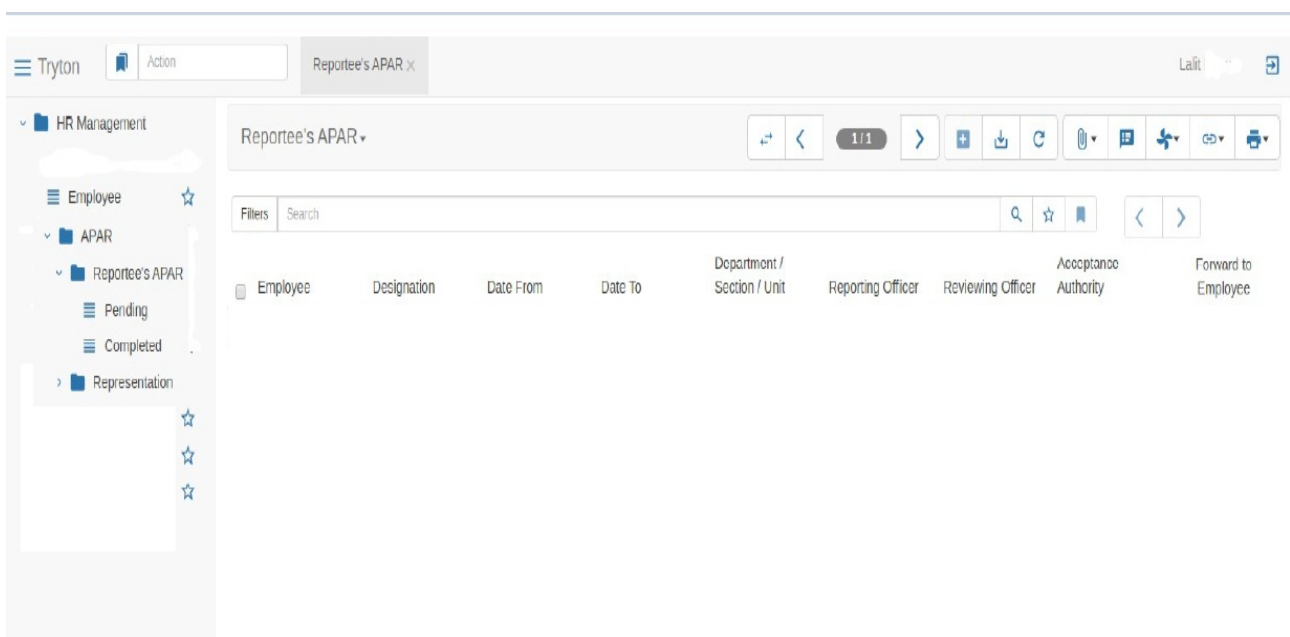 Tryton
Action
Reportee's APAR
Lalit
HR Management
Employee
APAR
Reportee's APAR
Pending
Completed
Representation
Reportee's APAR
1/1
Filters Search
Employee Designation Date From Date To Department / Section / Unit Reporting Officer Reviewing Officer Acceptance Authority Forward to Employee